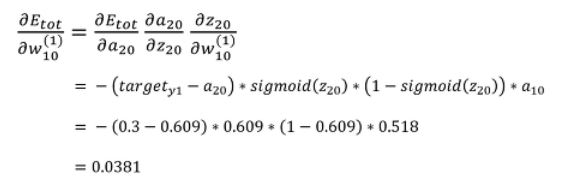 ∂E_tot/∂w_10^(1) = ∂E_tot/∂a_20 ∂a_20/∂z_20 ∂z_20/∂w_10^(1)
= −(target_y1 − a_20) * sigmoid(z_20) * (1 − sigmoid(z_20)) * a_10
= −(0.3 − 0.609) * 0.609 * (1 − 0.609) * 0.518
= 0.0381